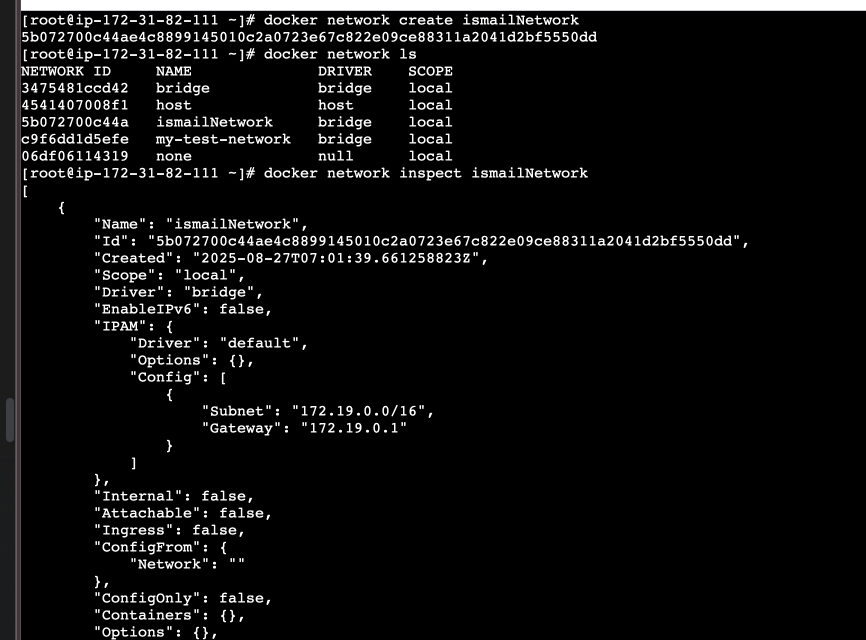 [root@ip-172-31-82-111 ~]# docker network create ismailNetwork
5b072700c44ae4c8899145010c2a0723e67c822e09ce88311a2041d2bf5550dd
[root@ip-172-31-82-111 ~]# docker network ls
NETWORK ID     NAME              DRIVER    SCOPE
3475481ccd42   bridge            bridge    local
4541407008f1   host              host      local
5b072700c44a   ismailNetwork     bridge    local
c9f6dd1d5efe   my-test-network   bridge    local
06df06114319   none              null      local
[root@ip-172-31-82-111 ~]# docker network inspect ismailNetwork
[
    {
        "Name": "ismailNetwork",
        "Id": "5b072700c44ae4c8899145010c2a0723e67c822e09ce88311a2041d2bf5550dd",
        "Created": "2025-08-27T07:01:39.661258823Z",
        "Scope": "local",
        "Driver": "bridge",
        "EnableIPv6": false,
        "IPAM": {
            "Driver": "default",
            "Options": {},
            "Config": [
                {
                    "Subnet": "172.19.0.0/16",
                    "Gateway": "172.19.0.1"
                }
            ]
        },
        "Internal": false,
        "Attachable": false,
        "Ingress": false,
        "ConfigFrom": {
            "Network": ""
        },
        "ConfigOnly": false,
        "Containers": {},
        "Options": {},